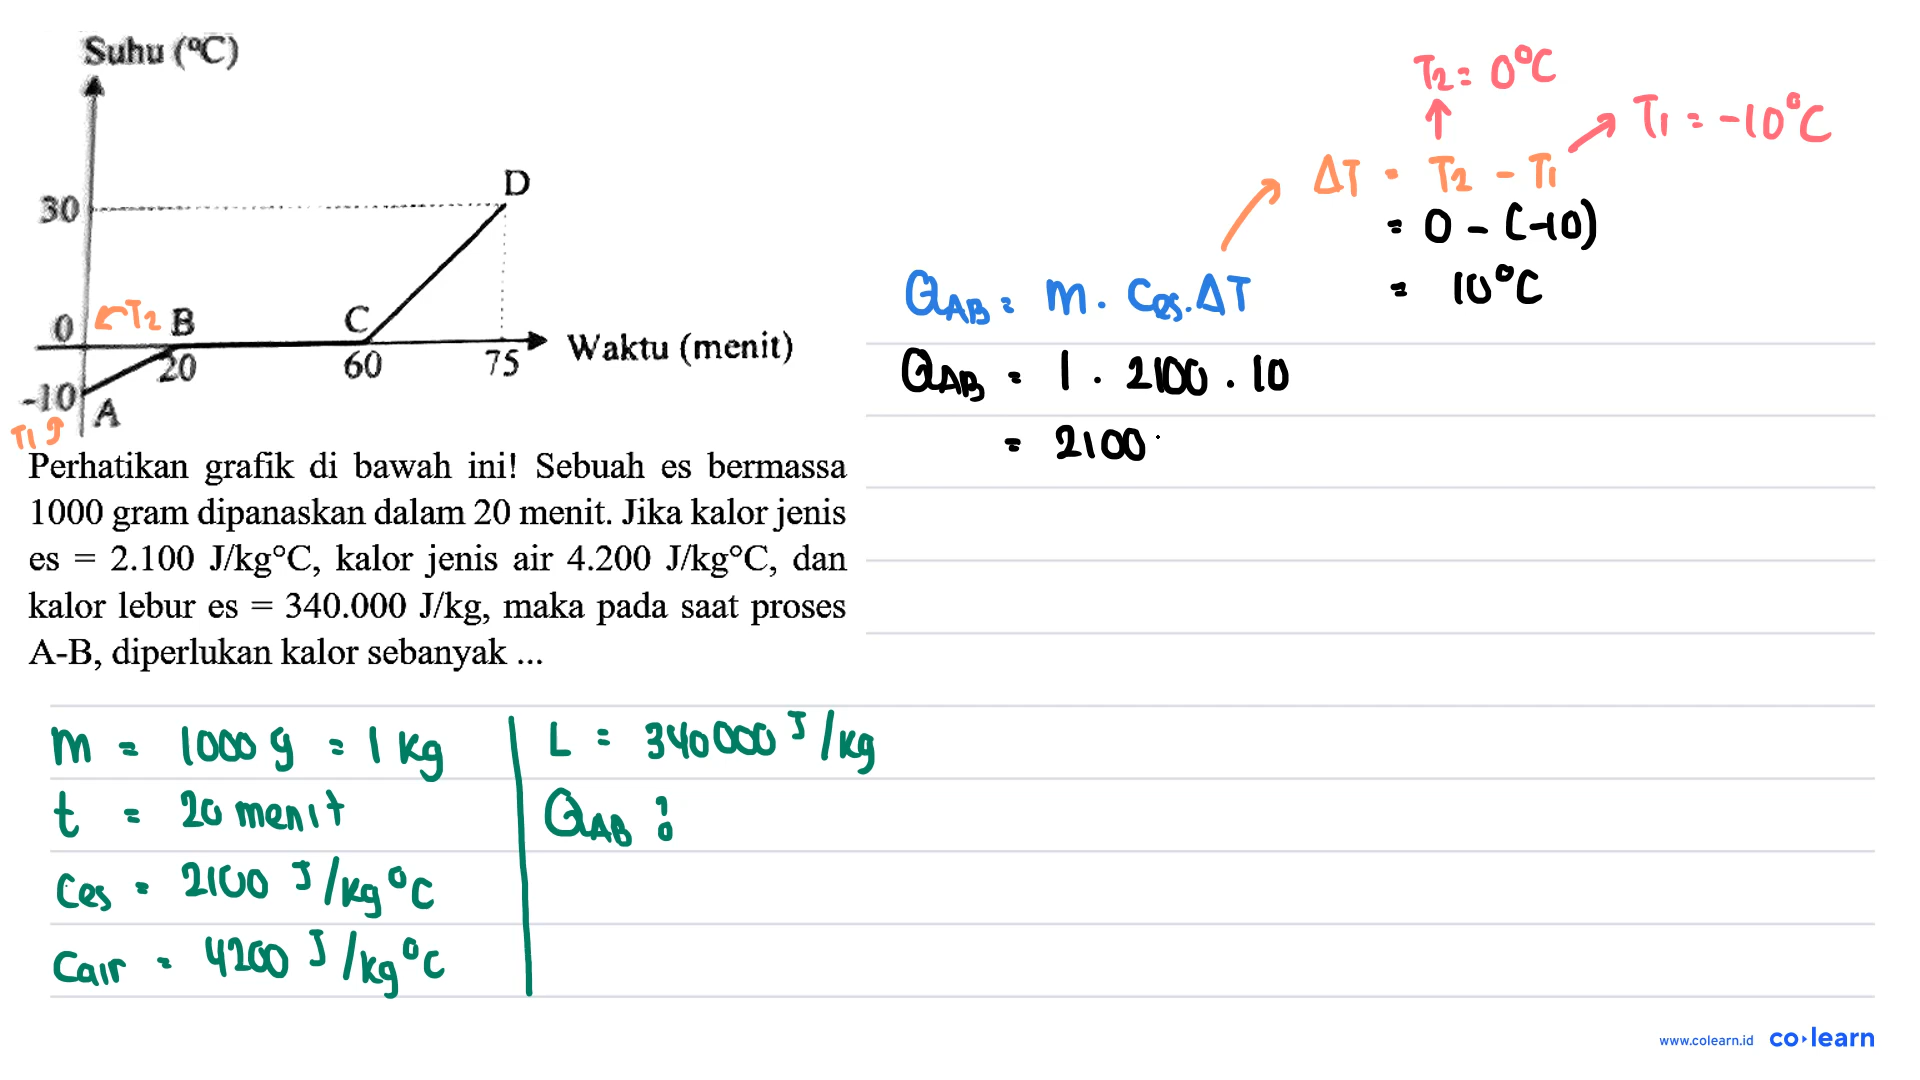 Suhu (°C)
30
D
0
←T2
B
C
20
60
75
Waktu (menit)
-10
A
T1
Perhatikan grafik di bawah ini! Sebuah es bermassa
1000 gram dipanaskan dalam 20 menit. Jika kalor jenis
es = 2.100 J/kg°C, kalor jenis air 4.200 J/kg°C, dan
kalor lebur es = 340.000 J/kg, maka pada saat proses
A-B, diperlukan kalor sebanyak ...
m = 1000 g = 1 kg
t = 20 menit
Ces = 2100 J/kg°C
Cair = 4200 J/kg°C
L = 340000 J/kg
QAB ?
T2 = 0°C
T1 = -10°C
ΔT = T2 - T1
= 0 - (-10)
= 10°C
QAB = m . Ces . ΔT
QAB = 1 . 2100 . 10
= 2100.
www.colearn.id
co·learn